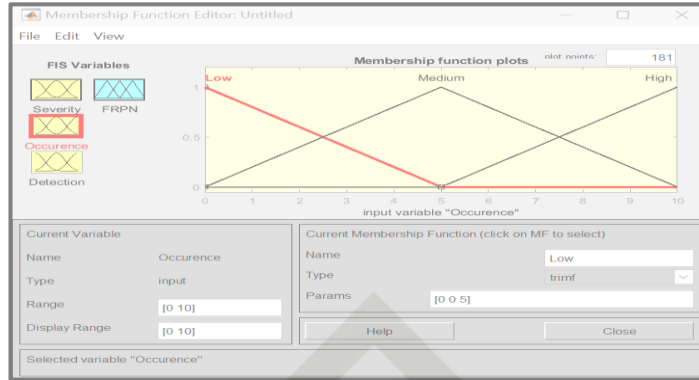 Membership Function Editor: Untitled
File Edit View
FIS Variables
Severity FRPN
Occurence
Detection
Membership function plots plot points: 181
Low Medium High
1
0.5
0
0 1 2 3 4 5 6 7 8 9 10
input variable "Occurence"
Current Variable
Name Occurence
Type input
Range [0 10]
Display Range [0 10]
Current Membership Function (click on MF to select)
Name Low
Type trimf
Params [0 0 5]
Help Close
Selected variable "Occurence"